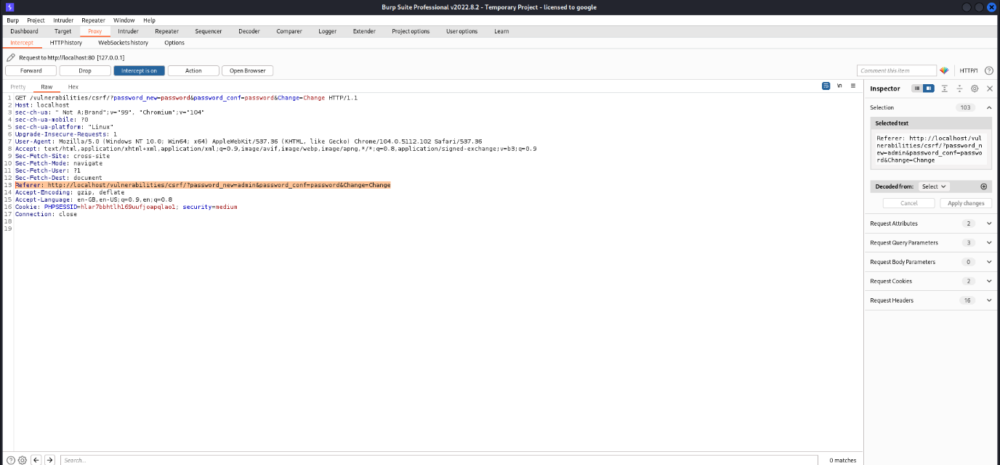 Burp Suite Professional v2022.8.2 - Temporary Project - licensed to google
Burp Project Intruder Repeater Window Help
Dashboard Target Proxy Intruder Repeater Sequencer Decoder Comparer Logger Extender Project options User options Learn
Intercept HTTP history WebSockets history Options
Request to http://localhost:80 [127.0.0.1]
Forward Drop Intercept is on Action Open Browser Comment this item HTTP/1 ?
Pretty Raw Hex \n
1 GET /vulnerabilities/csrf/?password_new=password&password_conf=password&Change=Change HTTP/1.1
2 Host: localhost
3 sec-ch-ua: " Not A;Brand";v="99", "Chromium";v="104"
4 sec-ch-ua-mobile: ?0
5 sec-ch-ua-platform: "Linux"
6 Upgrade-Insecure-Requests: 1
7 User-Agent: Mozilla/5.0 (Windows NT 10.0; Win64; x64) AppleWebKit/537.36 (KHTML, like Gecko) Chrome/104.0.5112.102 Safari/537.36
8 Accept: text/html,application/xhtml+xml,application/xml;q=0.9,image/avif,image/webp,image/apng,*/*;q=0.8,application/signed-exchange;v=b3;q=0.9
9 Sec-Fetch-Site: cross-site
10 Sec-Fetch-Mode: navigate
11 Sec-Fetch-User: ?1
12 Sec-Fetch-Dest: document
13 Referer: http://localhost/vulnerabilities/csrf/?password_new=admin&password_conf=password&Change=Change
14 Accept-Encoding: gzip, deflate
15 Accept-Language: en-GB,en-US;q=0.9,en;q=0.8
16 Cookie: PHPSESSID=hlar7bbhtlh169uufjoapqlao1; security=medium
17 Connection: close
18
19
Inspector
Selection 103
Selected text
Referer: http://localhost/vul
nerabilities/csrf/?password_n
ew=admin&password_conf=passwo
rd&Change=Change
Decoded from: Select
Cancel Apply changes
Request Attributes 2
Request Query Parameters 3
Request Body Parameters 0
Request Cookies 2
Request Headers 16
? Search... 0 matches